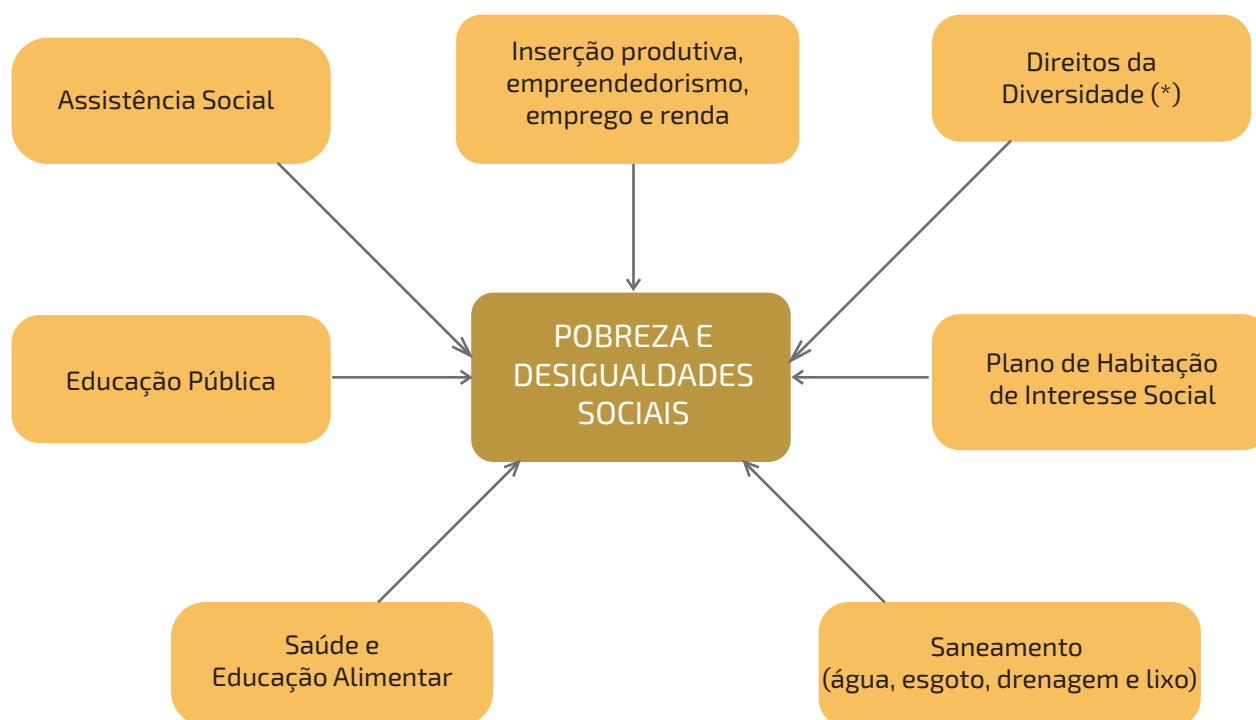 Assistência Social
Inserção produtiva,
empreendedorismo,
emprego e renda
Direitos da
Diversidade (*)
Educação Pública
POBREZA E
DESIGUALDADES
SOCIAIS
Plano de Habitação
de Interesse Social
Saúde e
Educação Alimentar
Saneamento
(água, esgoto, drenagem e lixo)